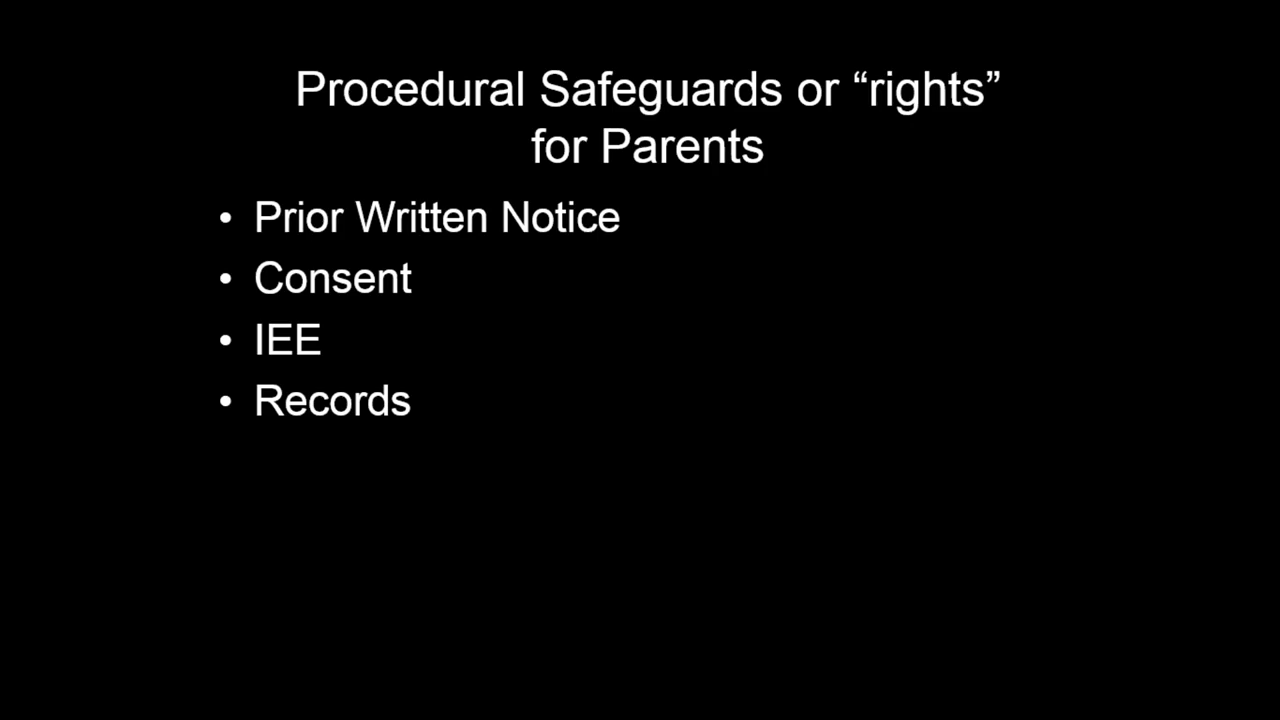 Procedural Safeguards or “rights”
for Parents
• Prior Written Notice
• Consent
• IEE
• Records